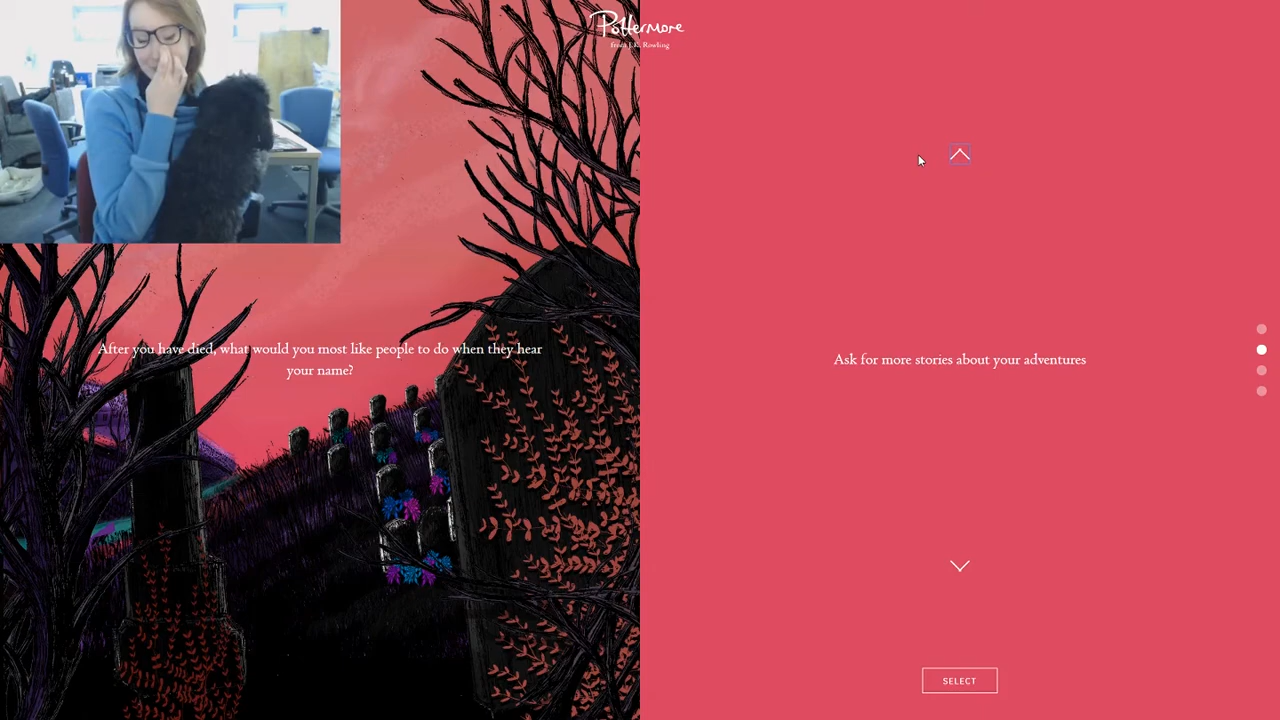 Pottermore
from J.K. Rowling
After you have died, what would you most like people to do when they hear
your name?
Ask for more stories about your adventures
SELECT